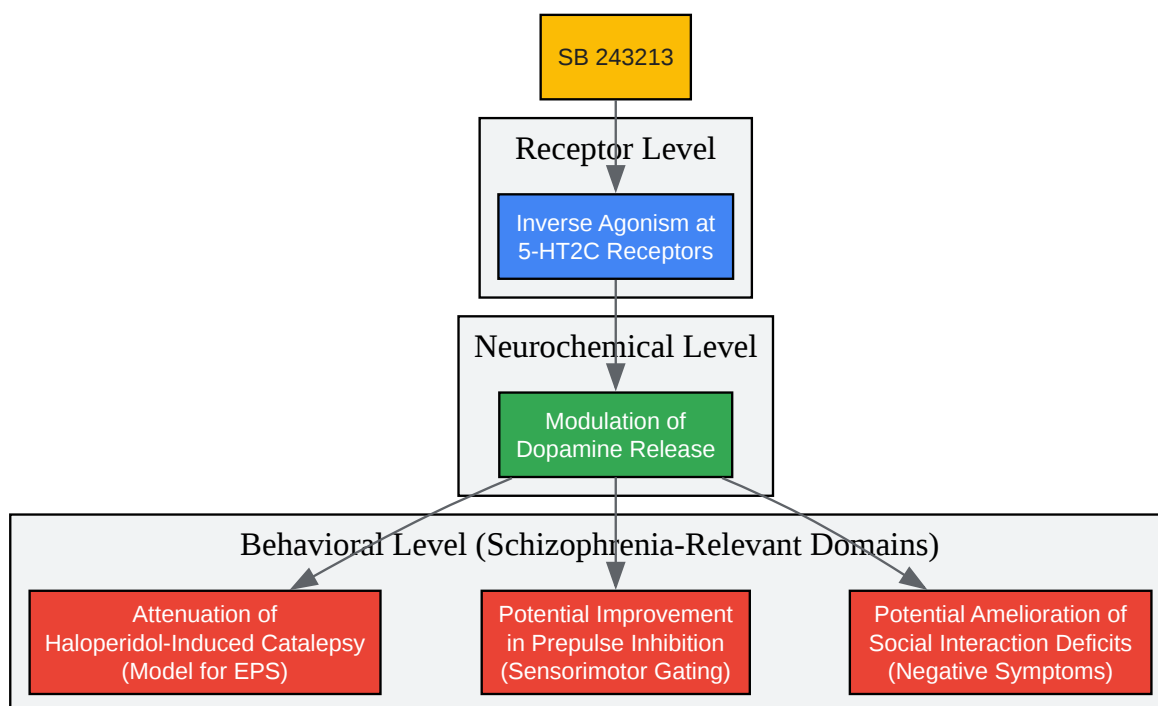 SB 243213
Receptor Level
Inverse Agonism at
5-HT2C Receptors
Neurochemical Level
Modulation of
Dopamine Release
Behavioral Level (Schizophrenia-Relevant Domains)
Attenuation of
Haloperidol-Induced Catalepsy
(Model for EPS)
Potential Improvement
in Prepulse Inhibition
(Sensorimotor Gating)
Potential Amelioration of
Social Interaction Deficits
(Negative Symptoms)